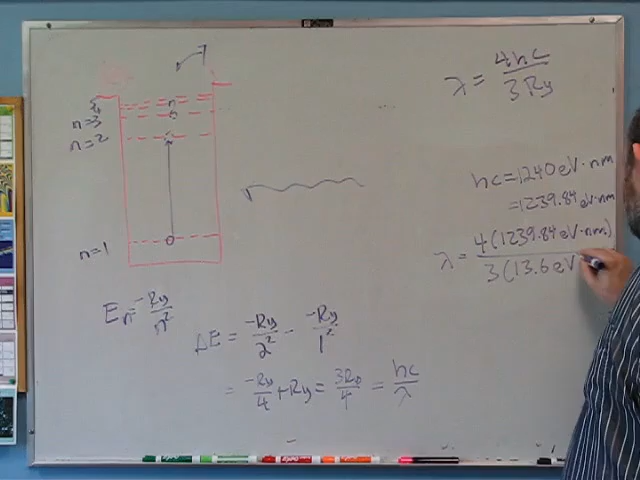 n=3
n=2
n=1
E_n = -Ry/n²
ΔE = -Ry/2² - -Ry/1²
= -Ry/4 + Ry = 3Ry/4 = hc/λ
λ = 4hc/3Ry
hc = 1240 eV·nm
= 1239.84 eV·nm
λ = 4(1239.84 eV·nm)/3(13.6 eV